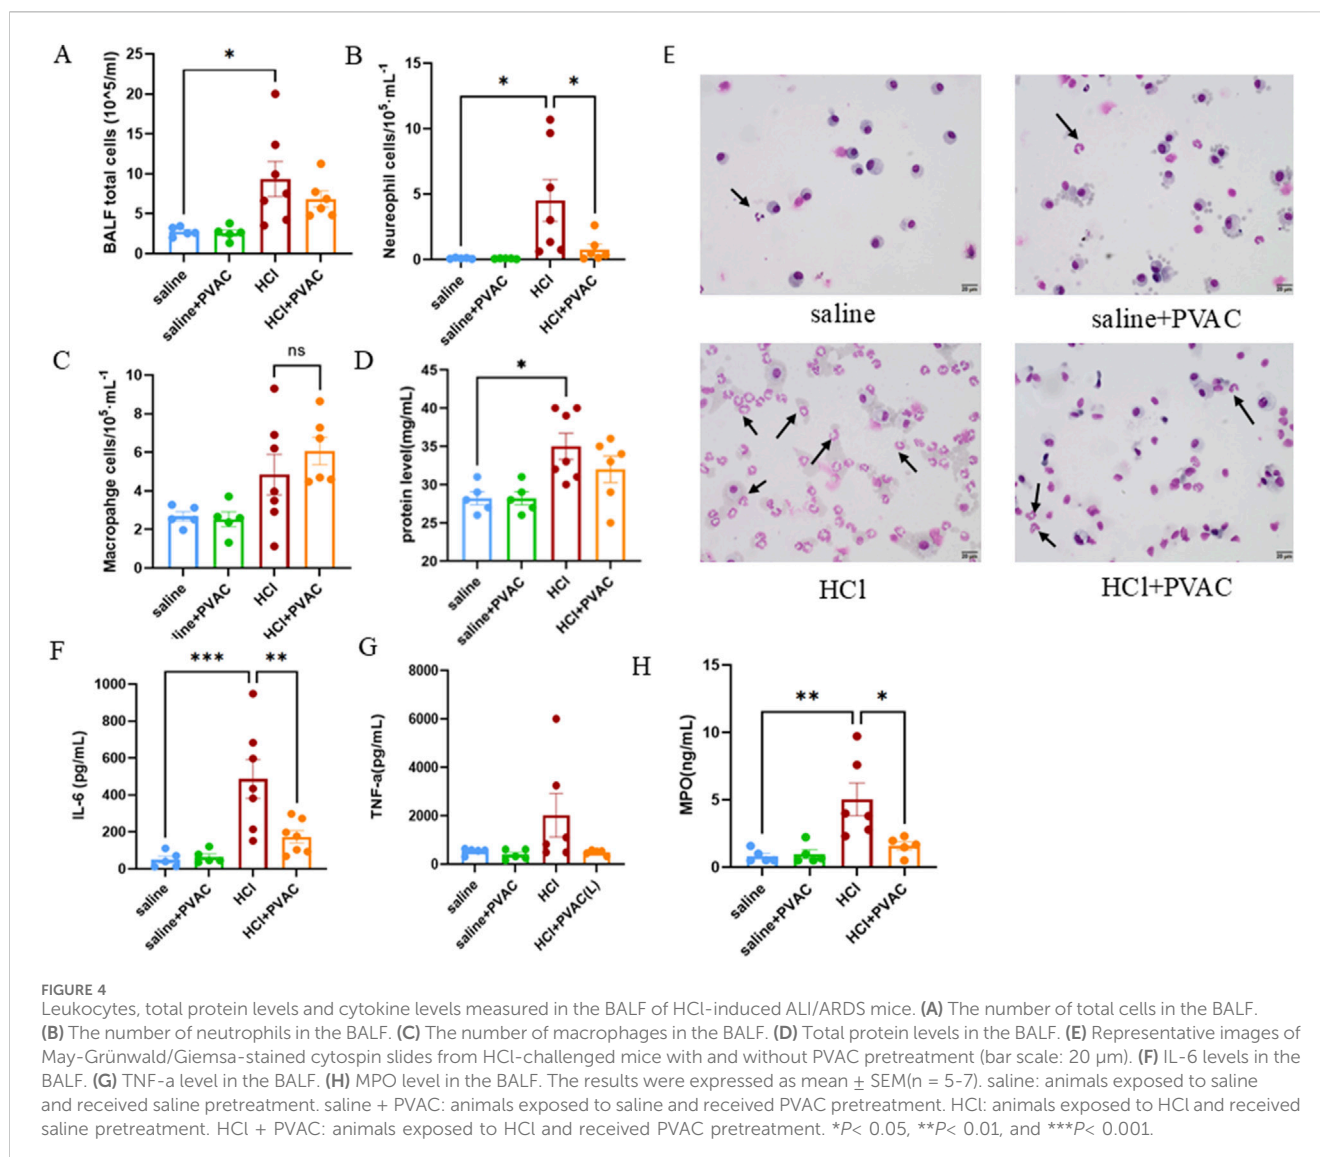 A
BALF total cells (10^5/ml)
25
20
15
10
5
0
*
saline
saline+PVAC
HCl
HCl+PVAC
B
Neureophil cells/10⁵·mL⁻¹
15
10
5
0
*
*
saline
saline+PVAC
HCl
HCl+PVAC
C
Macropahge cells/10⁵·mL⁻¹
10
8
6
4
2
0
ns
saline
line+PVAC
HCl
HCl+PVAC
D
protein level(mg/mL)
45
40
35
30
25
20
*
saline
saline+PVAC
HCl
HCl+PVAC
E
20 μm
saline
20 μm
saline+PVAC
20 μm
HCl
20 μm
HCl+PVAC
F
IL-6 (pg/mL)
1000
800
600
400
200
0
***
**
saline
saline+PVAC
HCl
HCl+PVAC
G
TNF-a(pg/mL)
8000
6000
4000
2000
0
saline
saline+PVAC
HCl
HCl+PVAC(L)
H
MPO(ng/mL)
15
10
5
0
**
*
saline
saline+PVAC
HCl
HCl+PVAC
FIGURE 4
Leukocytes, total protein levels and cytokine levels measured in the BALF of HCl-induced ALI/ARDS mice. (A) The number of total cells in the BALF.
(B) The number of neutrophils in the BALF. (C) The number of macrophages in the BALF. (D) Total protein levels in the BALF. (E) Representative images of
May-Grünwald/Giemsa-stained cytospin slides from HCl-challenged mice with and without PVAC pretreatment (bar scale: 20 μm). (F) IL-6 levels in the
BALF. (G) TNF-a level in the BALF. (H) MPO level in the BALF. The results were expressed as mean ± SEM(n = 5-7). saline: animals exposed to saline
and received saline pretreatment. saline + PVAC: animals exposed to saline and received PVAC pretreatment. HCl: animals exposed to HCl and received
saline pretreatment. HCl + PVAC: animals exposed to HCl and received PVAC pretreatment. *P< 0.05, **P< 0.01, and ***P< 0.001.